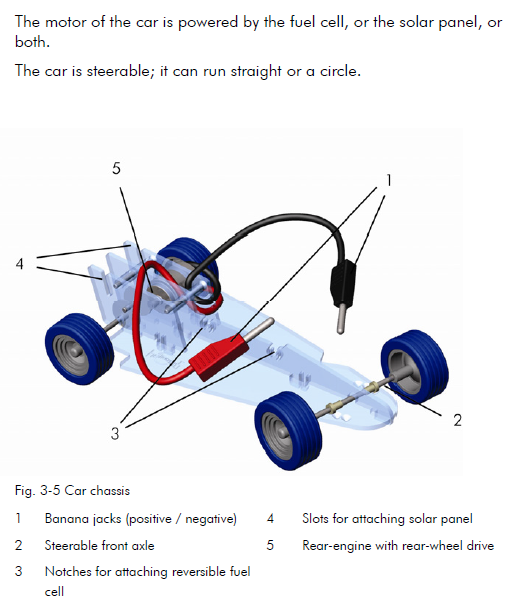 The motor of the car is powered by the fuel cell, or the solar panel, or
both.
The car is steerable; it can run straight or a circle.
5
1
4
3
2
Fig. 3-5 Car chassis
1 Banana jacks (positive / negative) 4 Slots for attaching solar panel
2 Steerable front axle 5 Rear-engine with rear-wheel drive
3 Notches for attaching reversible fuel
cell